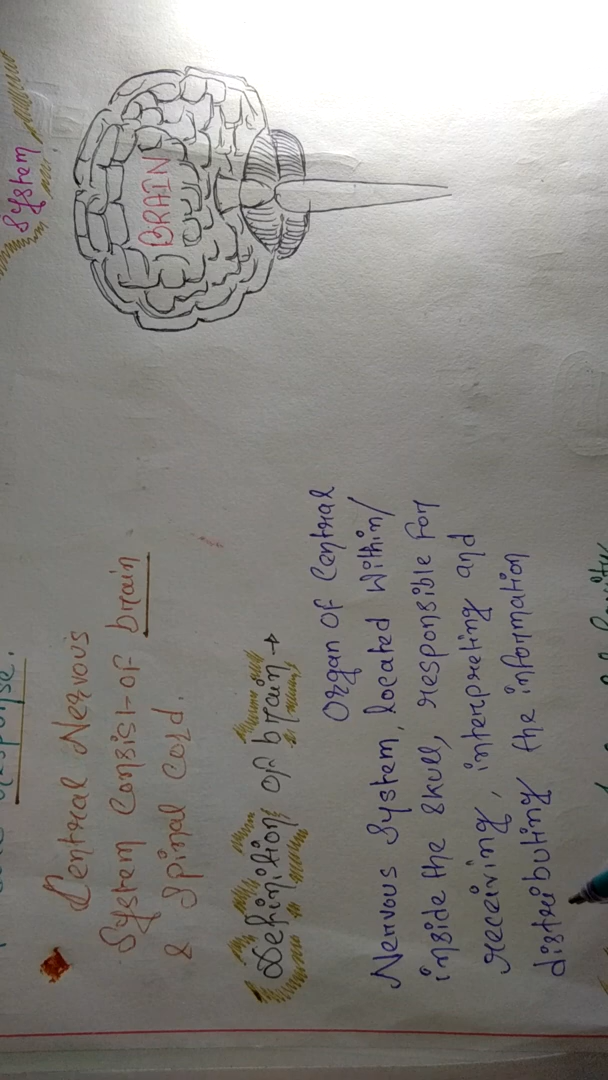 response.
System
Central Nervous
System consist of brain
& Spinal cord.
BRAIN
Definition of brain →
Organ of Central
Nervous System, located within/
inside the skull, responsible for
receiving, interpreting and
distributing the information